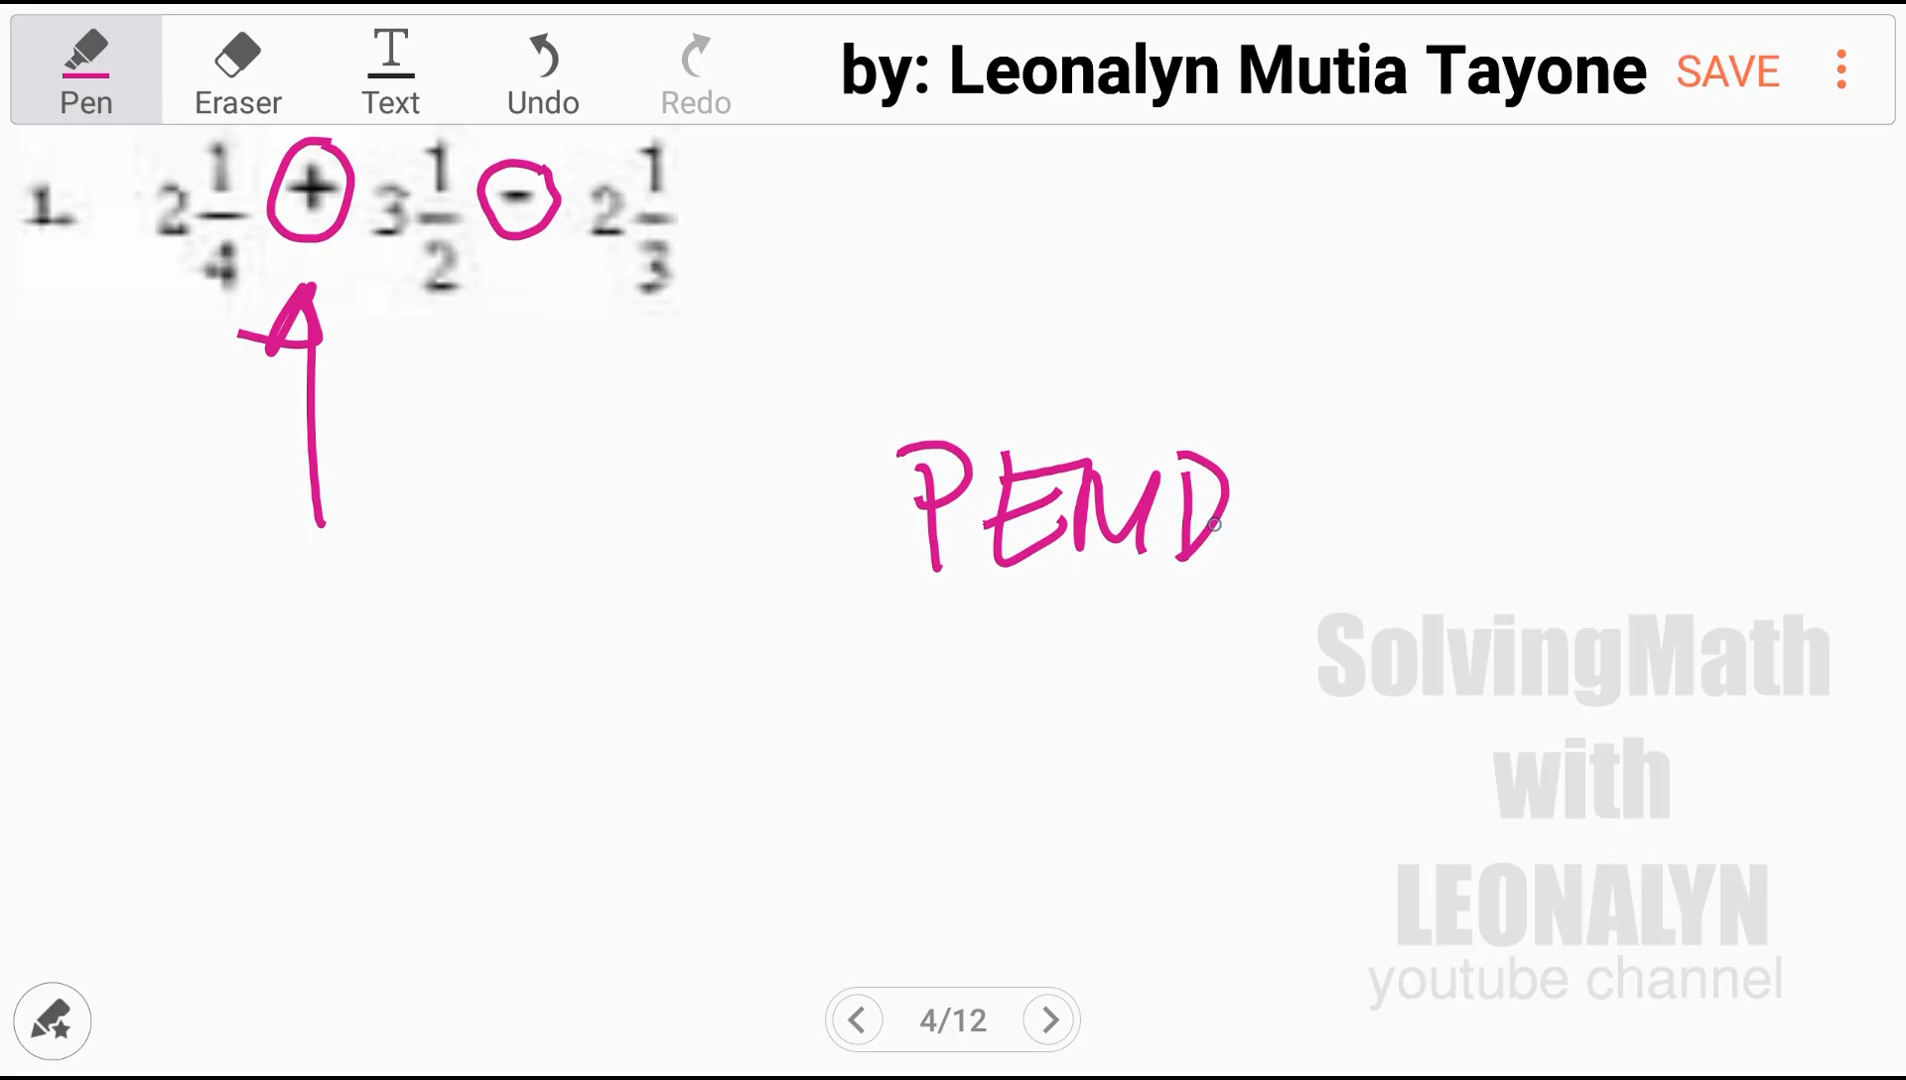 Pen Eraser Text Undo Redo by: Leonalyn Mutia Tayone SAVE
1. 2 1/4 + 3 1/2 - 2 1/3
PEMD
SolvingMath
with
LEONALYN
youtube channel
4/12